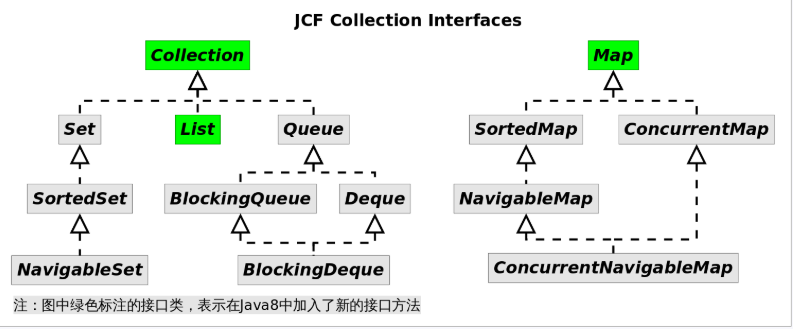 JCF Collection Interfaces
Collection
Map
Set
List
Queue
SortedMap
ConcurrentMap
SortedSet
BlockingQueue
Deque
NavigableMap
NavigableSet
BlockingDeque
ConcurrentNavigableMap
注：图中绿色标注的接口类，表示在Java8中加入了新的接口方法